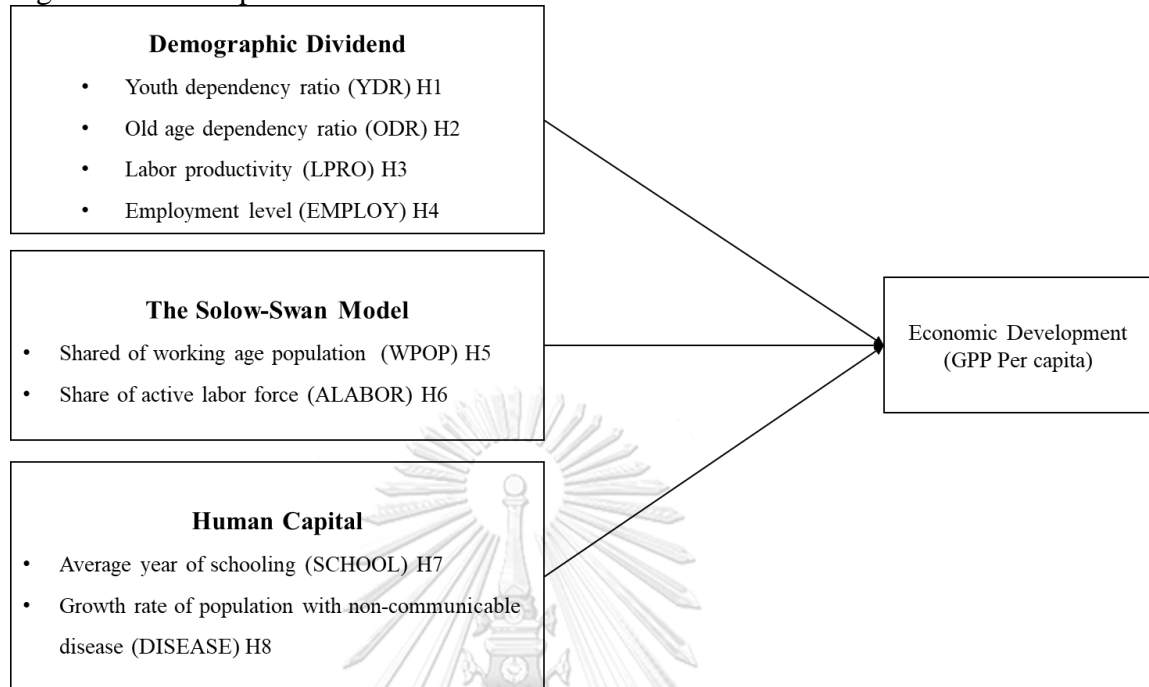 Demographic Dividend
• Youth dependency ratio (YDR) H1
• Old age dependency ratio (ODR) H2
• Labor productivity (LPRO) H3
• Employment level (EMPLOY) H4
The Solow-Swan Model
• Shared of working age population (WPOP) H5
• Share of active labor force (ALABOR) H6
Human Capital
• Average year of schooling (SCHOOL) H7
• Growth rate of population with non-communicable
disease (DISEASE) H8
Economic Development
(GPP Per capita)